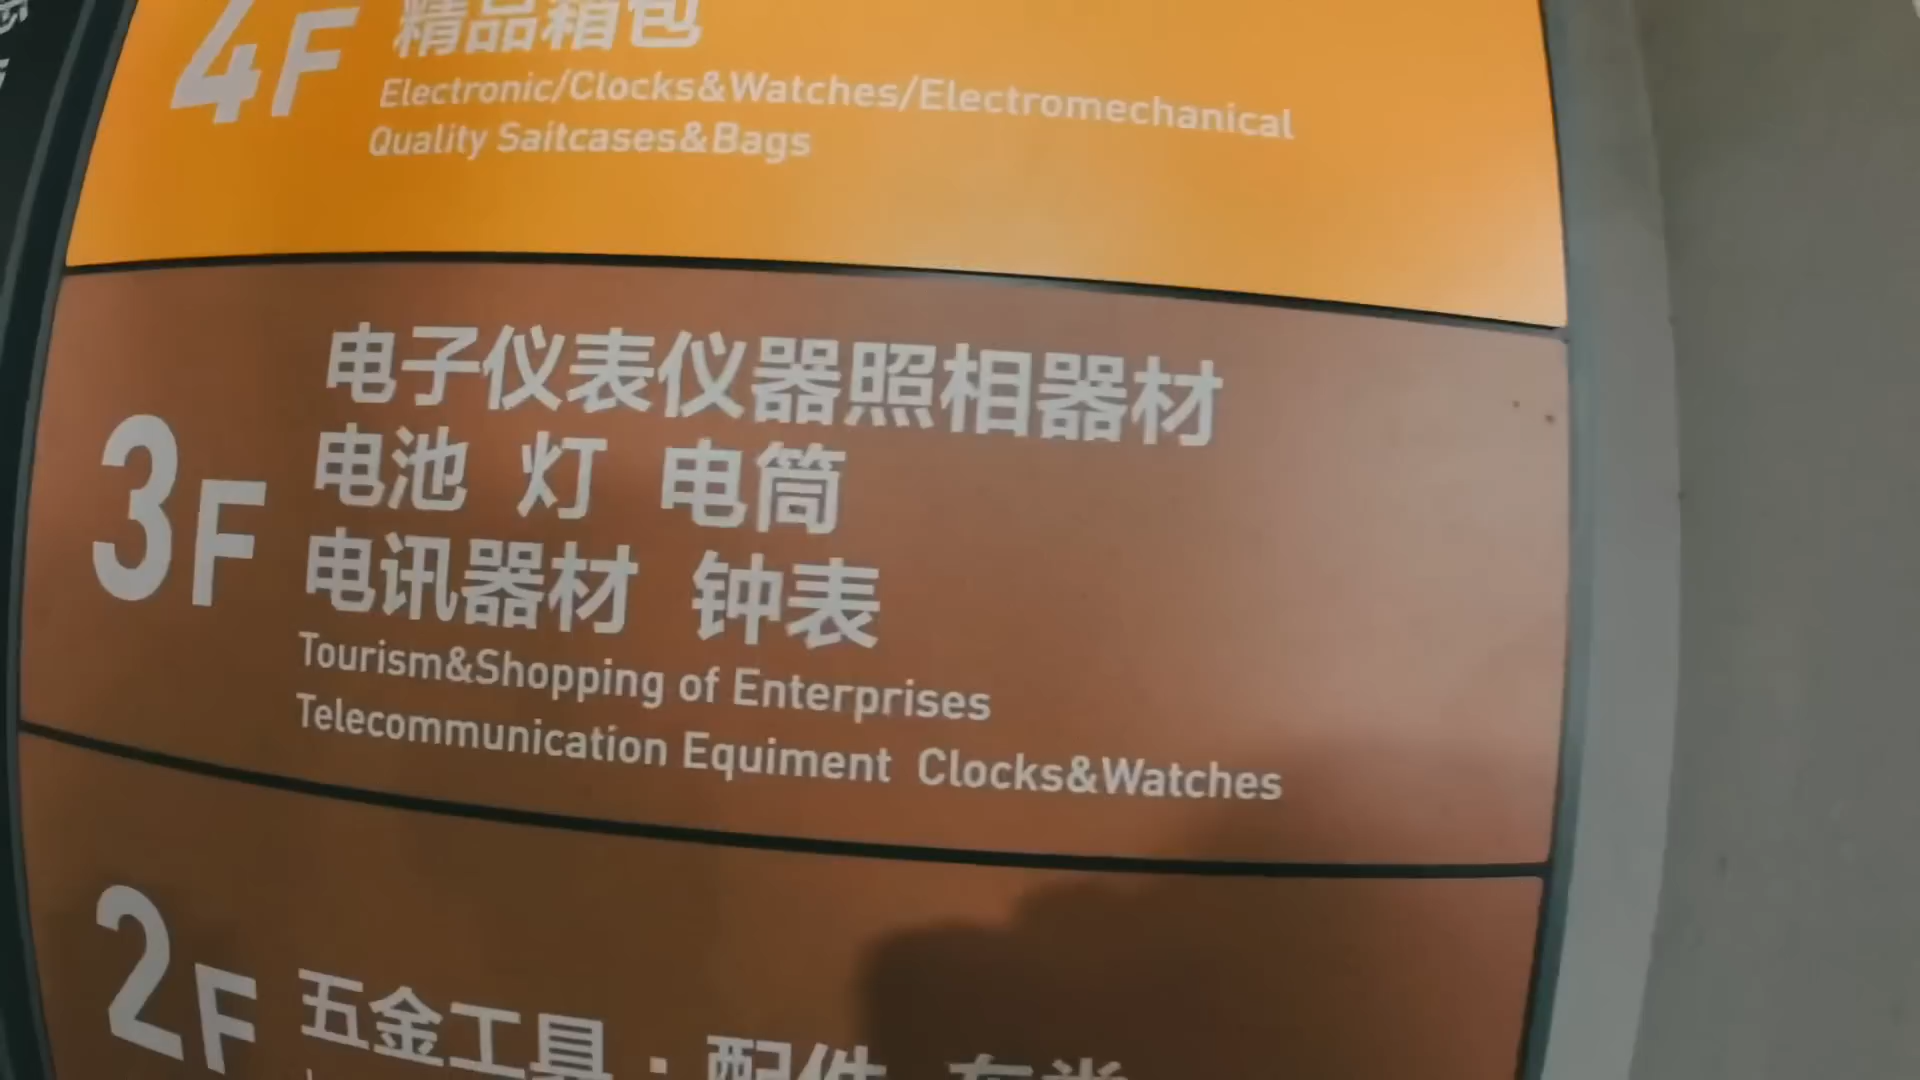 4F
精品箱包
Electronic/Clocks&Watches/Electromechanical
Quality Saitcases&Bags
3F
电子仪表仪器照相器材
电池 灯 电筒
电讯器材 钟表
Tourism&Shopping of Enterprises
Telecommunication Equiment Clocks&Watches
2F
五金工具·配件